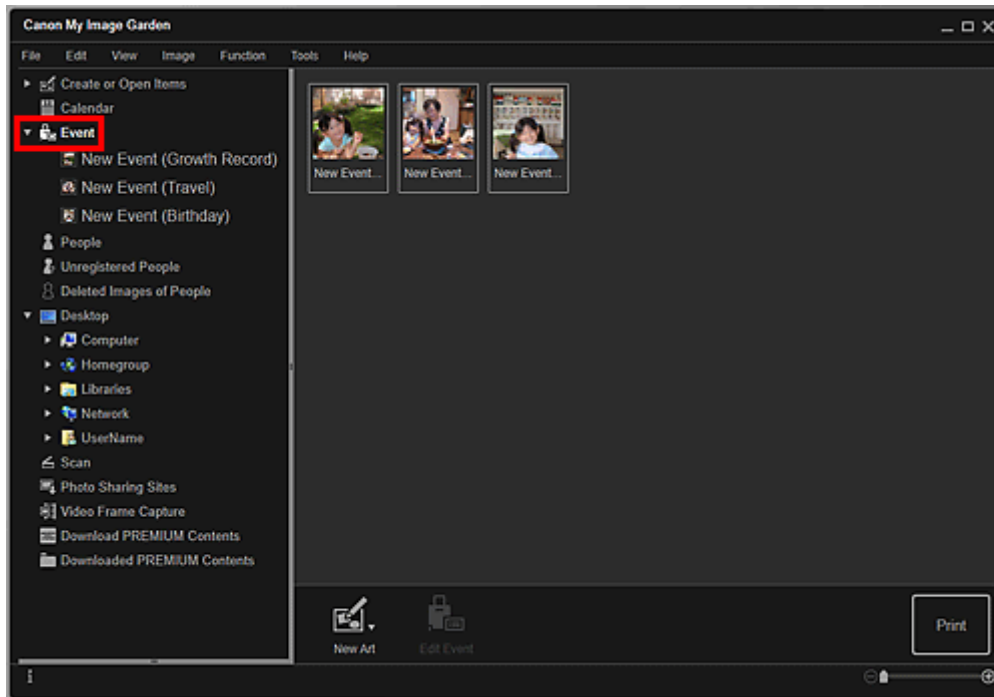 Canon My Image Garden
File Edit View Image Function Tools Help
Create or Open Items
Calendar
Event
New Event (Growth Record)
New Event (Travel)
New Event (Birthday)
People
Unregistered People
Deleted Images of People
Desktop
Computer
Homegroup
Libraries
Network
UserName
Scan
Photo Sharing Sites
Video Frame Capture
Download PREMIUM Contents
Downloaded PREMIUM Contents
New Event... New Event... New Event...
New Art Edit Event
Print